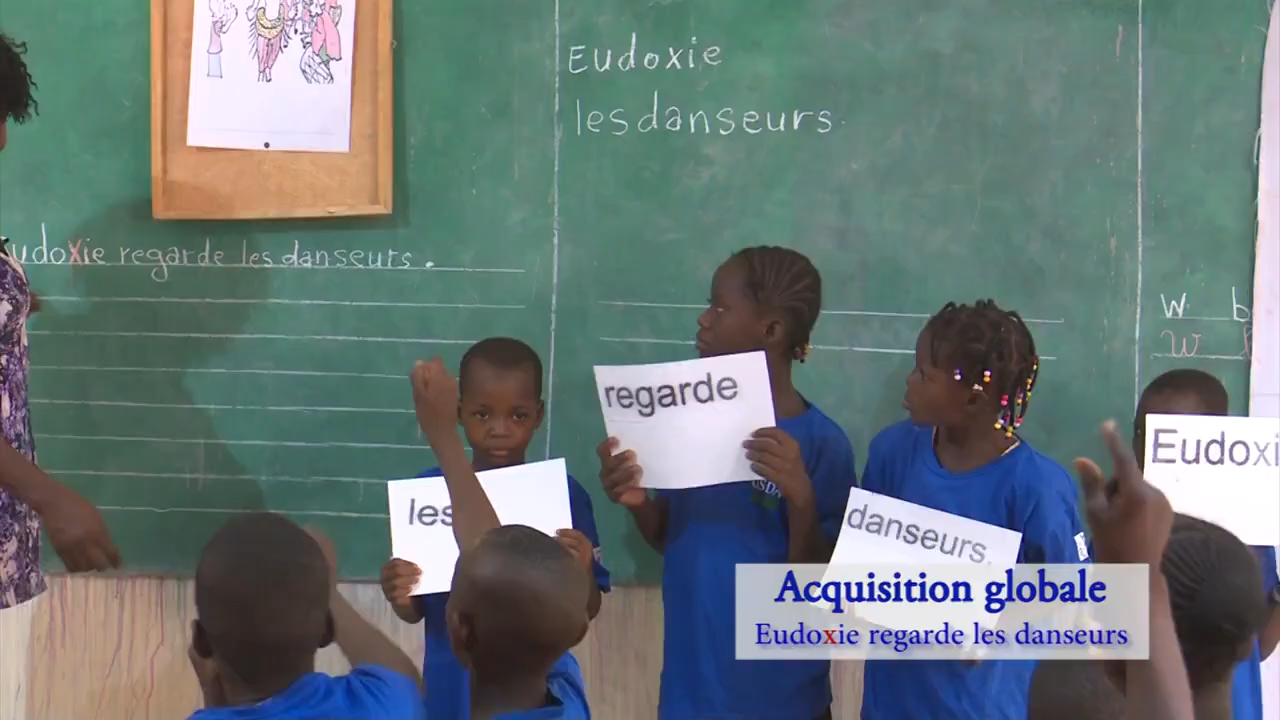 Eudoxie
les danseurs.
udoxie regarde les danseurs.
w b
w
regarde
les
danseurs.
Eudoxi
Acquisition globale
Eudoxie regarde les danseurs